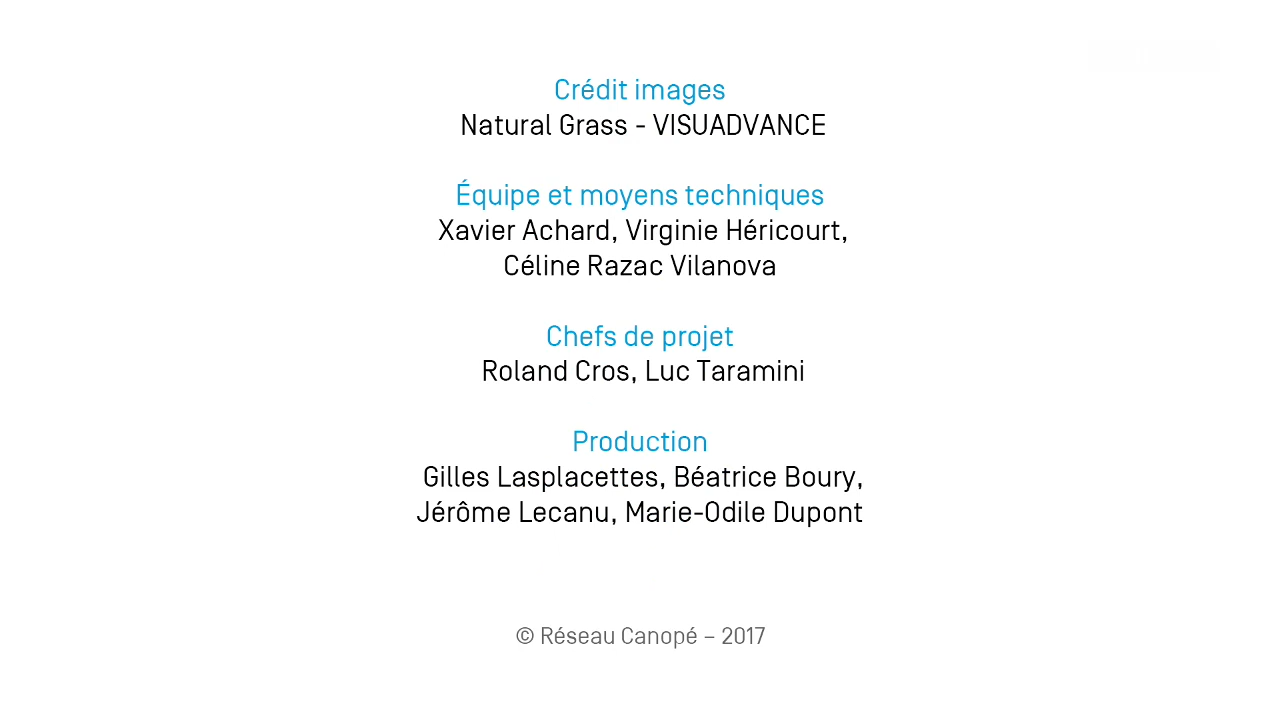 Crédit images
Natural Grass - VISUADVANCE
Équipe et moyens techniques
Xavier Achard, Virginie Héricourt,
Céline Razac Vilanova
Chefs de projet
Roland Cros, Luc Taramini
Production
Gilles Lasplacettes, Béatrice Boury,
Jérôme Lecanu, Marie-Odile Dupont
© Réseau Canopé – 2017